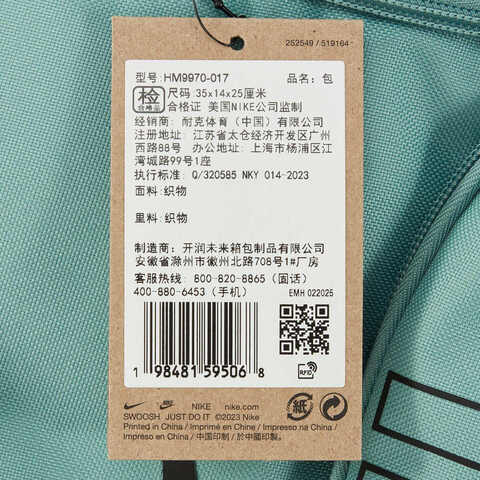 252549 / 519164
型号: HM9970-017 品名: 包
检 合格品 尺码 35x14x25厘米
合格证 美国NIKE公司监制
经销商: 耐克体育（中国）有限公司
注册地址: 江苏省太仓经济开发区广州
西路88号 办公地址: 上海市杨浦区江
湾城路99号1座
执行标准: Q/320585 NKY 014-2023
面料: 织物
里料: 织物
制造商: 开润未来箱包制品有限公司
安徽省滁州市徽州北路708号1#厂房
客服热线: 800-820-8865（固话）
400-880-6453（手机） EMH 022025
1 98481 59506 8
RFID
NIKE Nike.com
SWOOSH JUST DO IT ©2023 Nike
Printed in China / Imprimé en Chine /
Impreso en China / 中国印制 / 於中國印製
紙